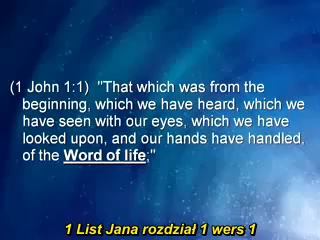 (1 John 1:1)  "That which was from the
beginning, which we have heard, which we
have seen with our eyes, which we have
looked upon, and our hands have handled,
of the Word of life;"
1 List Jana rozdział 1 wers 1